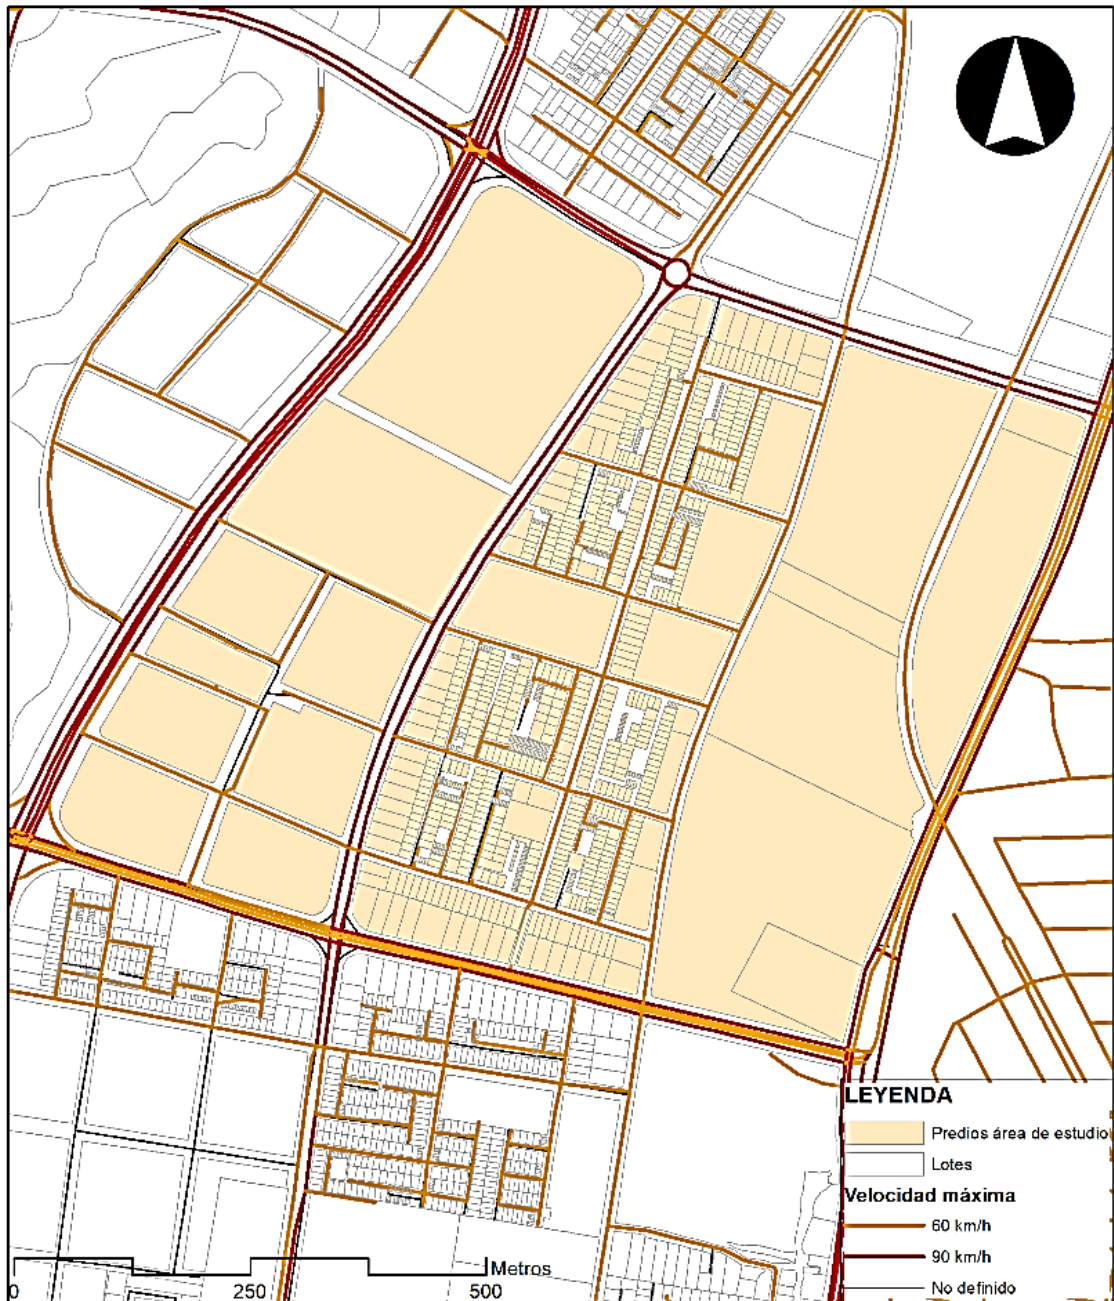 LEYENDA
Predios área de estudio
Lotes
Velocidad máxima
60 km/h
90 km/h
No definido
Metros
0 250 500